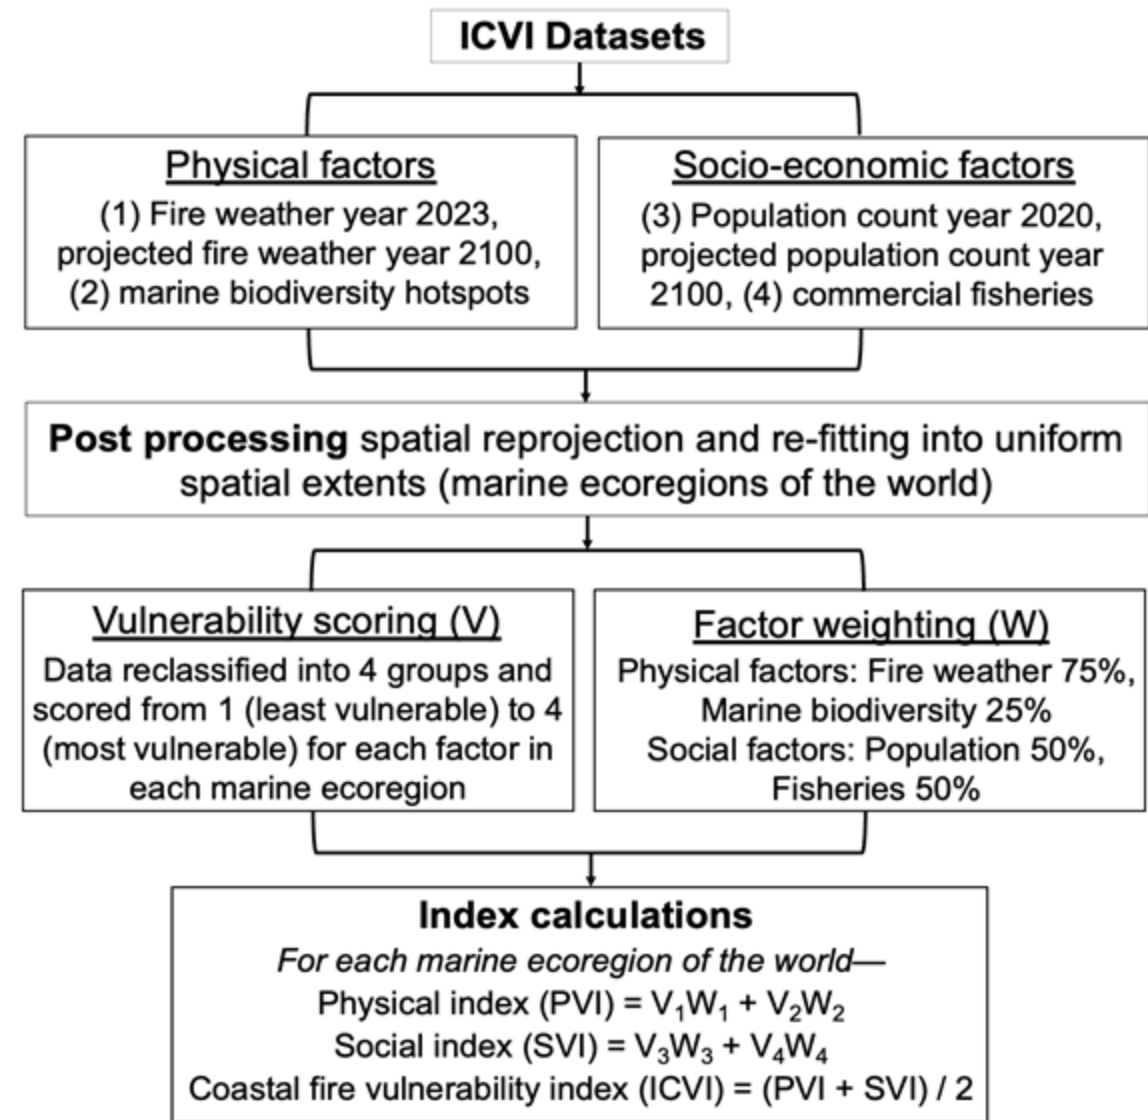 ICVI Datasets
Physical factors
(1) Fire weather year 2023,
projected fire weather year 2100,
(2) marine biodiversity hotspots
Socio-economic factors
(3) Population count year 2020,
projected population count year
2100, (4) commercial fisheries
Post processing spatial reprojection and re-fitting into uniform
spatial extents (marine ecoregions of the world)
Vulnerability scoring (V)
Data reclassified into 4 groups and
scored from 1 (least vulnerable) to 4
(most vulnerable) for each factor in
each marine ecoregion
Factor weighting (W)
Physical factors: Fire weather 75%,
Marine biodiversity 25%
Social factors: Population 50%,
Fisheries 50%
Index calculations
For each marine ecoregion of the world—
Physical index (PVI) = V₁W₁ + V₂W₂
Social index (SVI) = V₃W₃ + V₄W₄
Coastal fire vulnerability index (ICVI) = (PVI + SVI) / 2